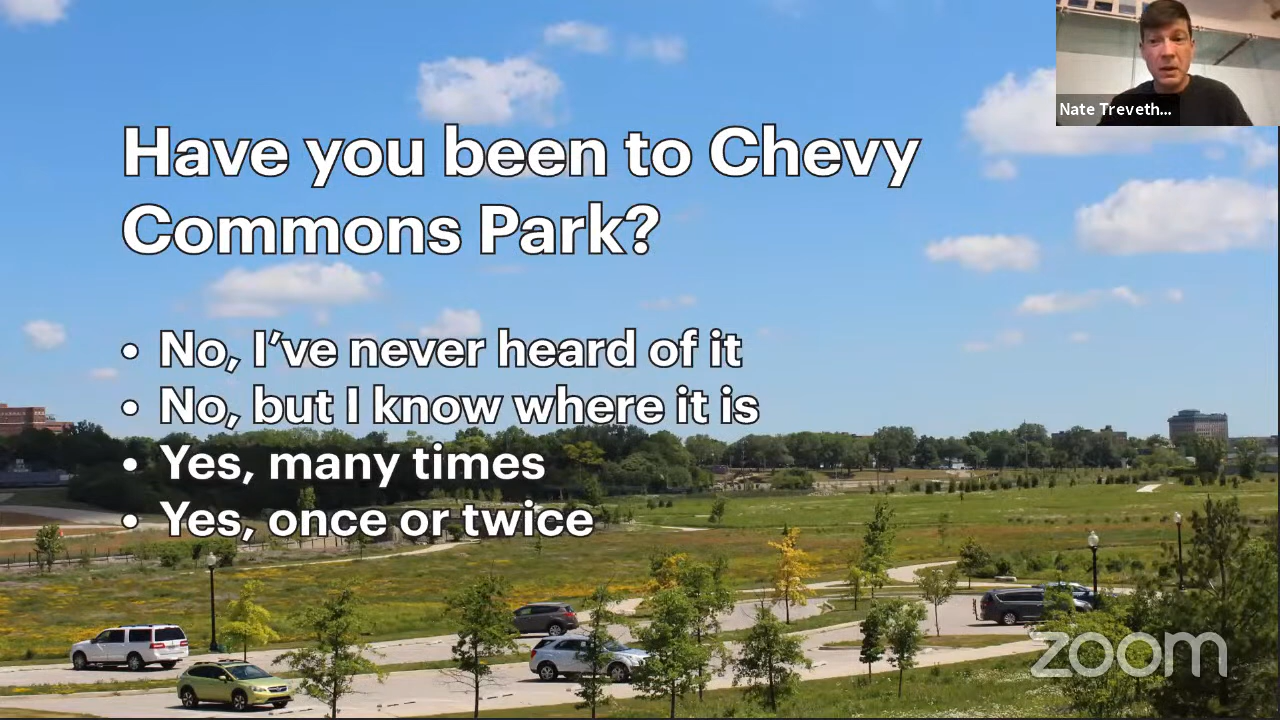 Nate Treveth...
Have you been to Chevy
Commons Park?
• No, I’ve never heard of it
• No, but I know where it is
• Yes, many times
• Yes, once or twice
zoom